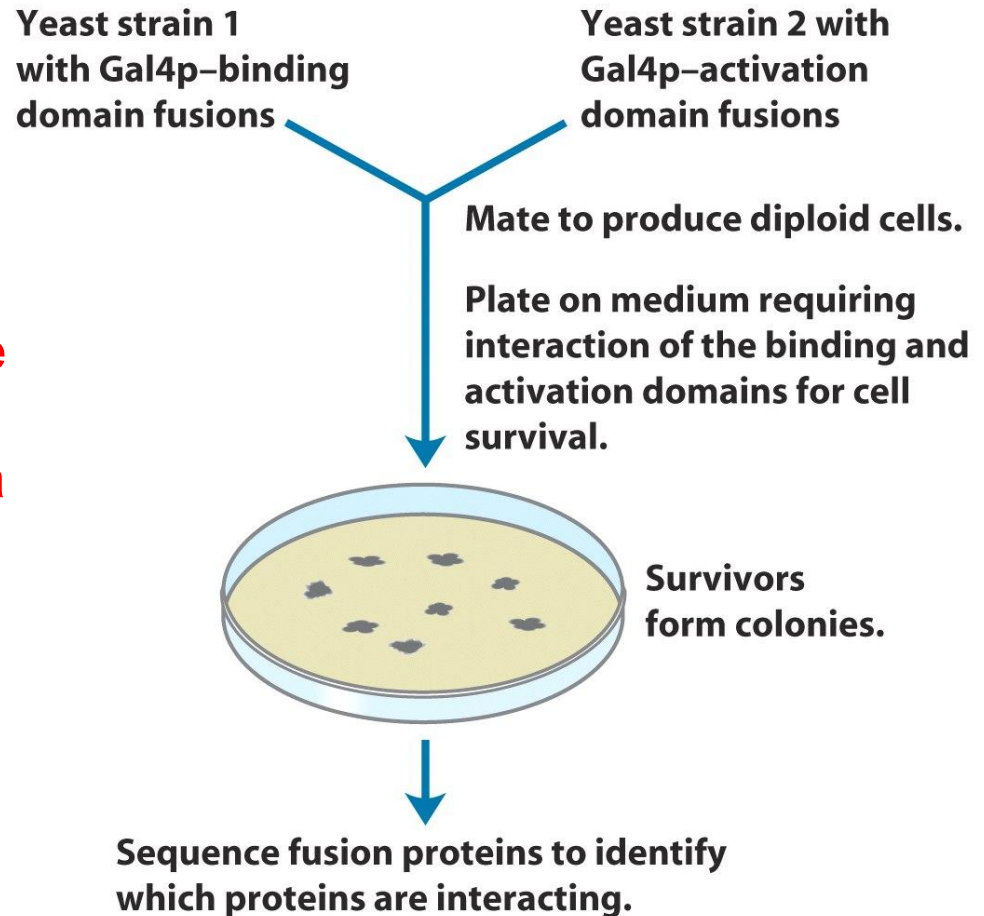 Yeast strain 1
with Gal4p–binding
domain fusions
Yeast strain 2 with
Gal4p–activation
domain fusions
Mate to produce diploid cells.
Plate on medium requiring
interaction of the binding and
activation domains for cell
survival.
Survivors
form colonies.
Sequence fusion proteins to identify
which proteins are interacting.